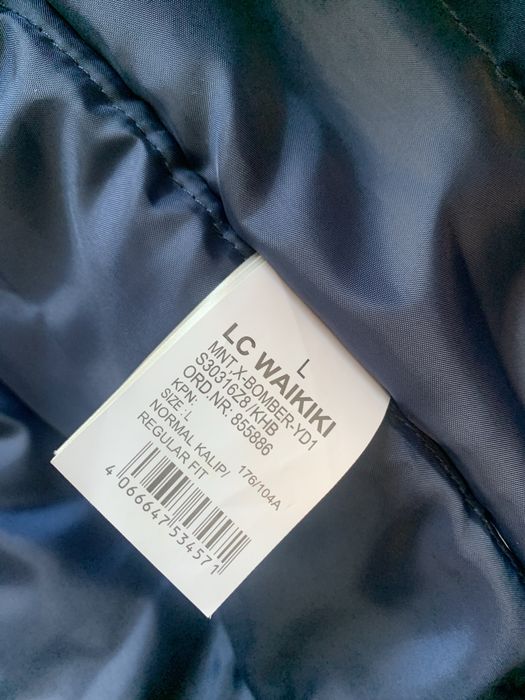 L
LC WAIKIKI
MNT,X-BOMBER-YD1
S30316Z8/KHB
ORD.NR: 855886
KPN:
SIZE: L
NORMAL KALIP/ 176/104A
REGULAR FIT
4 066647 534571